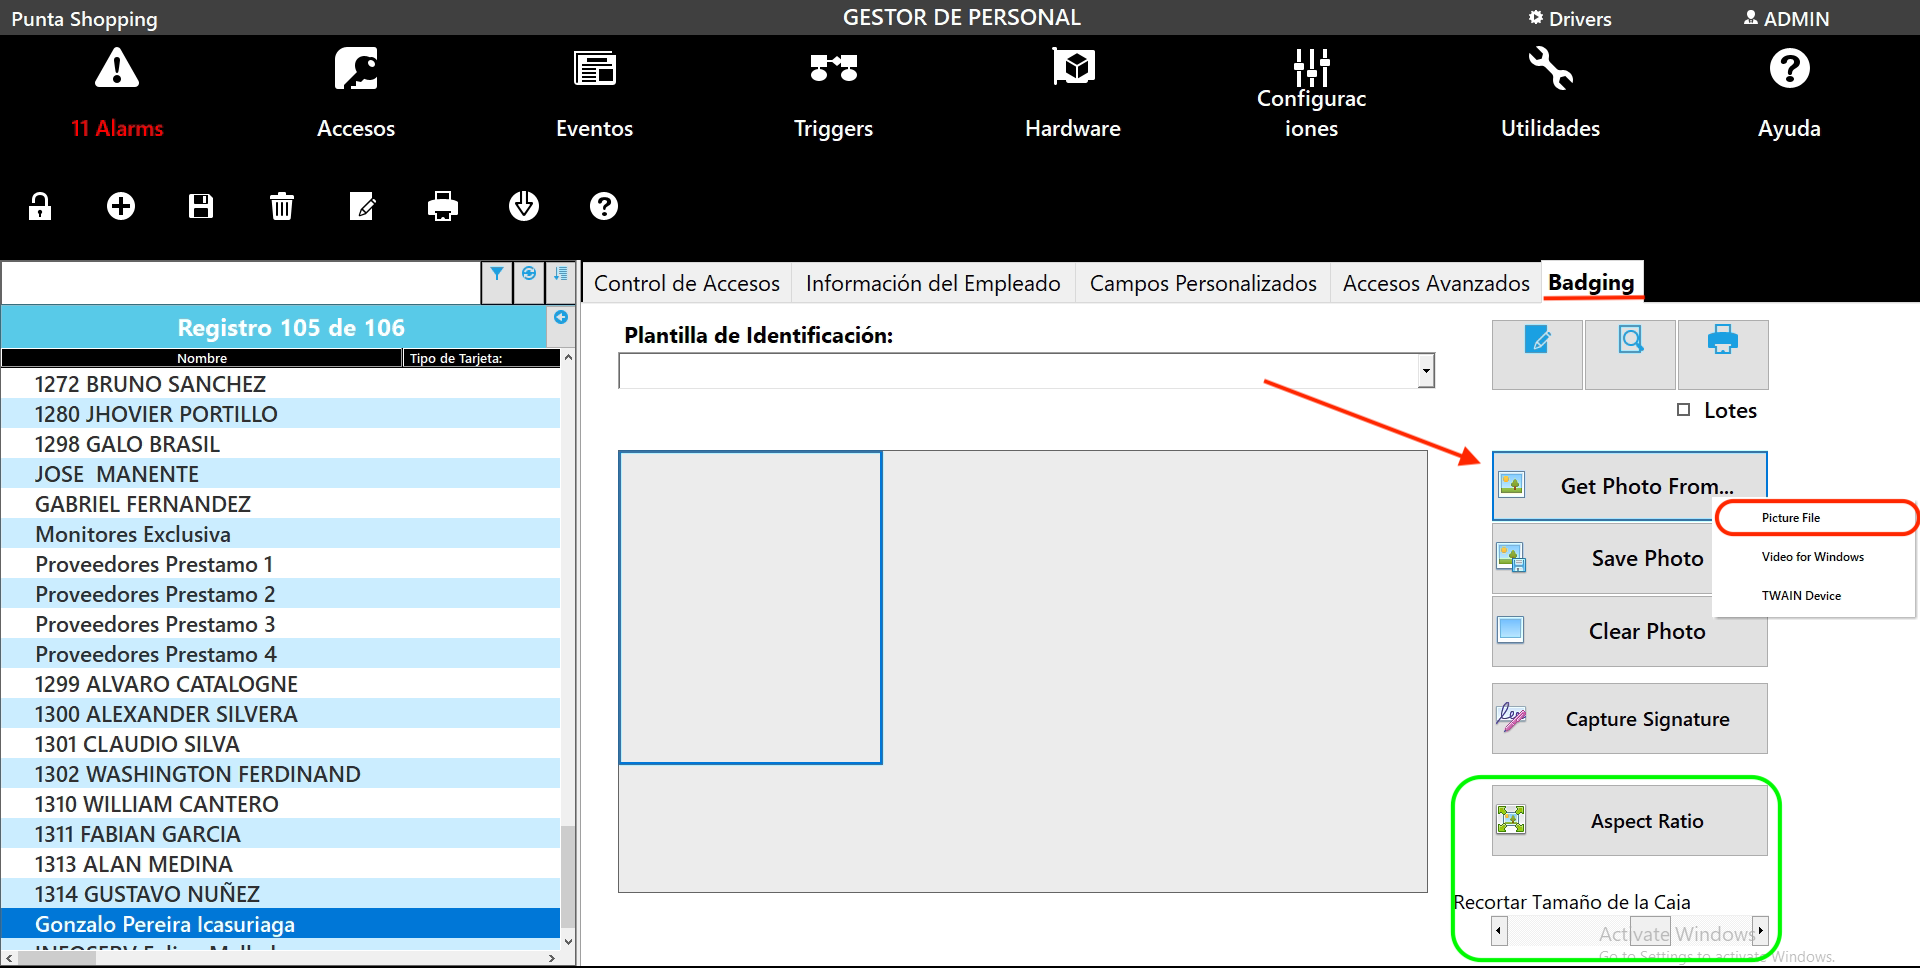 Punta Shopping
GESTOR DE PERSONAL
Drivers
ADMIN
11 Alarms
Accesos
Eventos
Triggers
Hardware
Configurac
iones
Utilidades
Ayuda
Control de Accesos
Información del Empleado
Campos Personalizados
Accesos Avanzados
Badging
Registro 105 de 106
Nombre
Tipo de Tarjeta:
1272 BRUNO SANCHEZ
1280 JHOVIER PORTILLO
1298 GALO BRASIL
JOSE  MANENTE
GABRIEL FERNANDEZ
Monitores Exclusiva
Proveedores Prestamo 1
Proveedores Prestamo 2
Proveedores Prestamo 3
Proveedores Prestamo 4
1299 ALVARO CATALOGNE
1300 ALEXANDER SILVERA
1301 CLAUDIO SILVA
1302 WASHINGTON FERDINAND
1310 WILLIAM CANTERO
1311 FABIAN GARCIA
1313 ALAN MEDINA
1314 GUSTAVO NUÑEZ
Gonzalo Pereira Icasuriaga
Plantilla de Identificación:
Lotes
Get Photo From...
Picture File
Video for Windows
TWAIN Device
Save Photo
Clear Photo
Capture Signature
Aspect Ratio
Recortar Tamaño de la Caja
Activate Windows
Go to Settings to activate Windows.